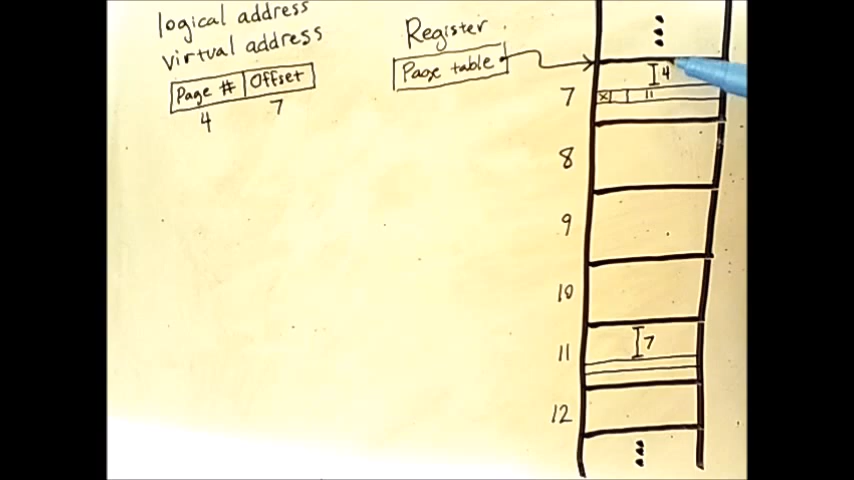 logical address
virtual address
Page # Offset
4 7
Register
Page table
4
7 X 11
8
9
10
7
11
12